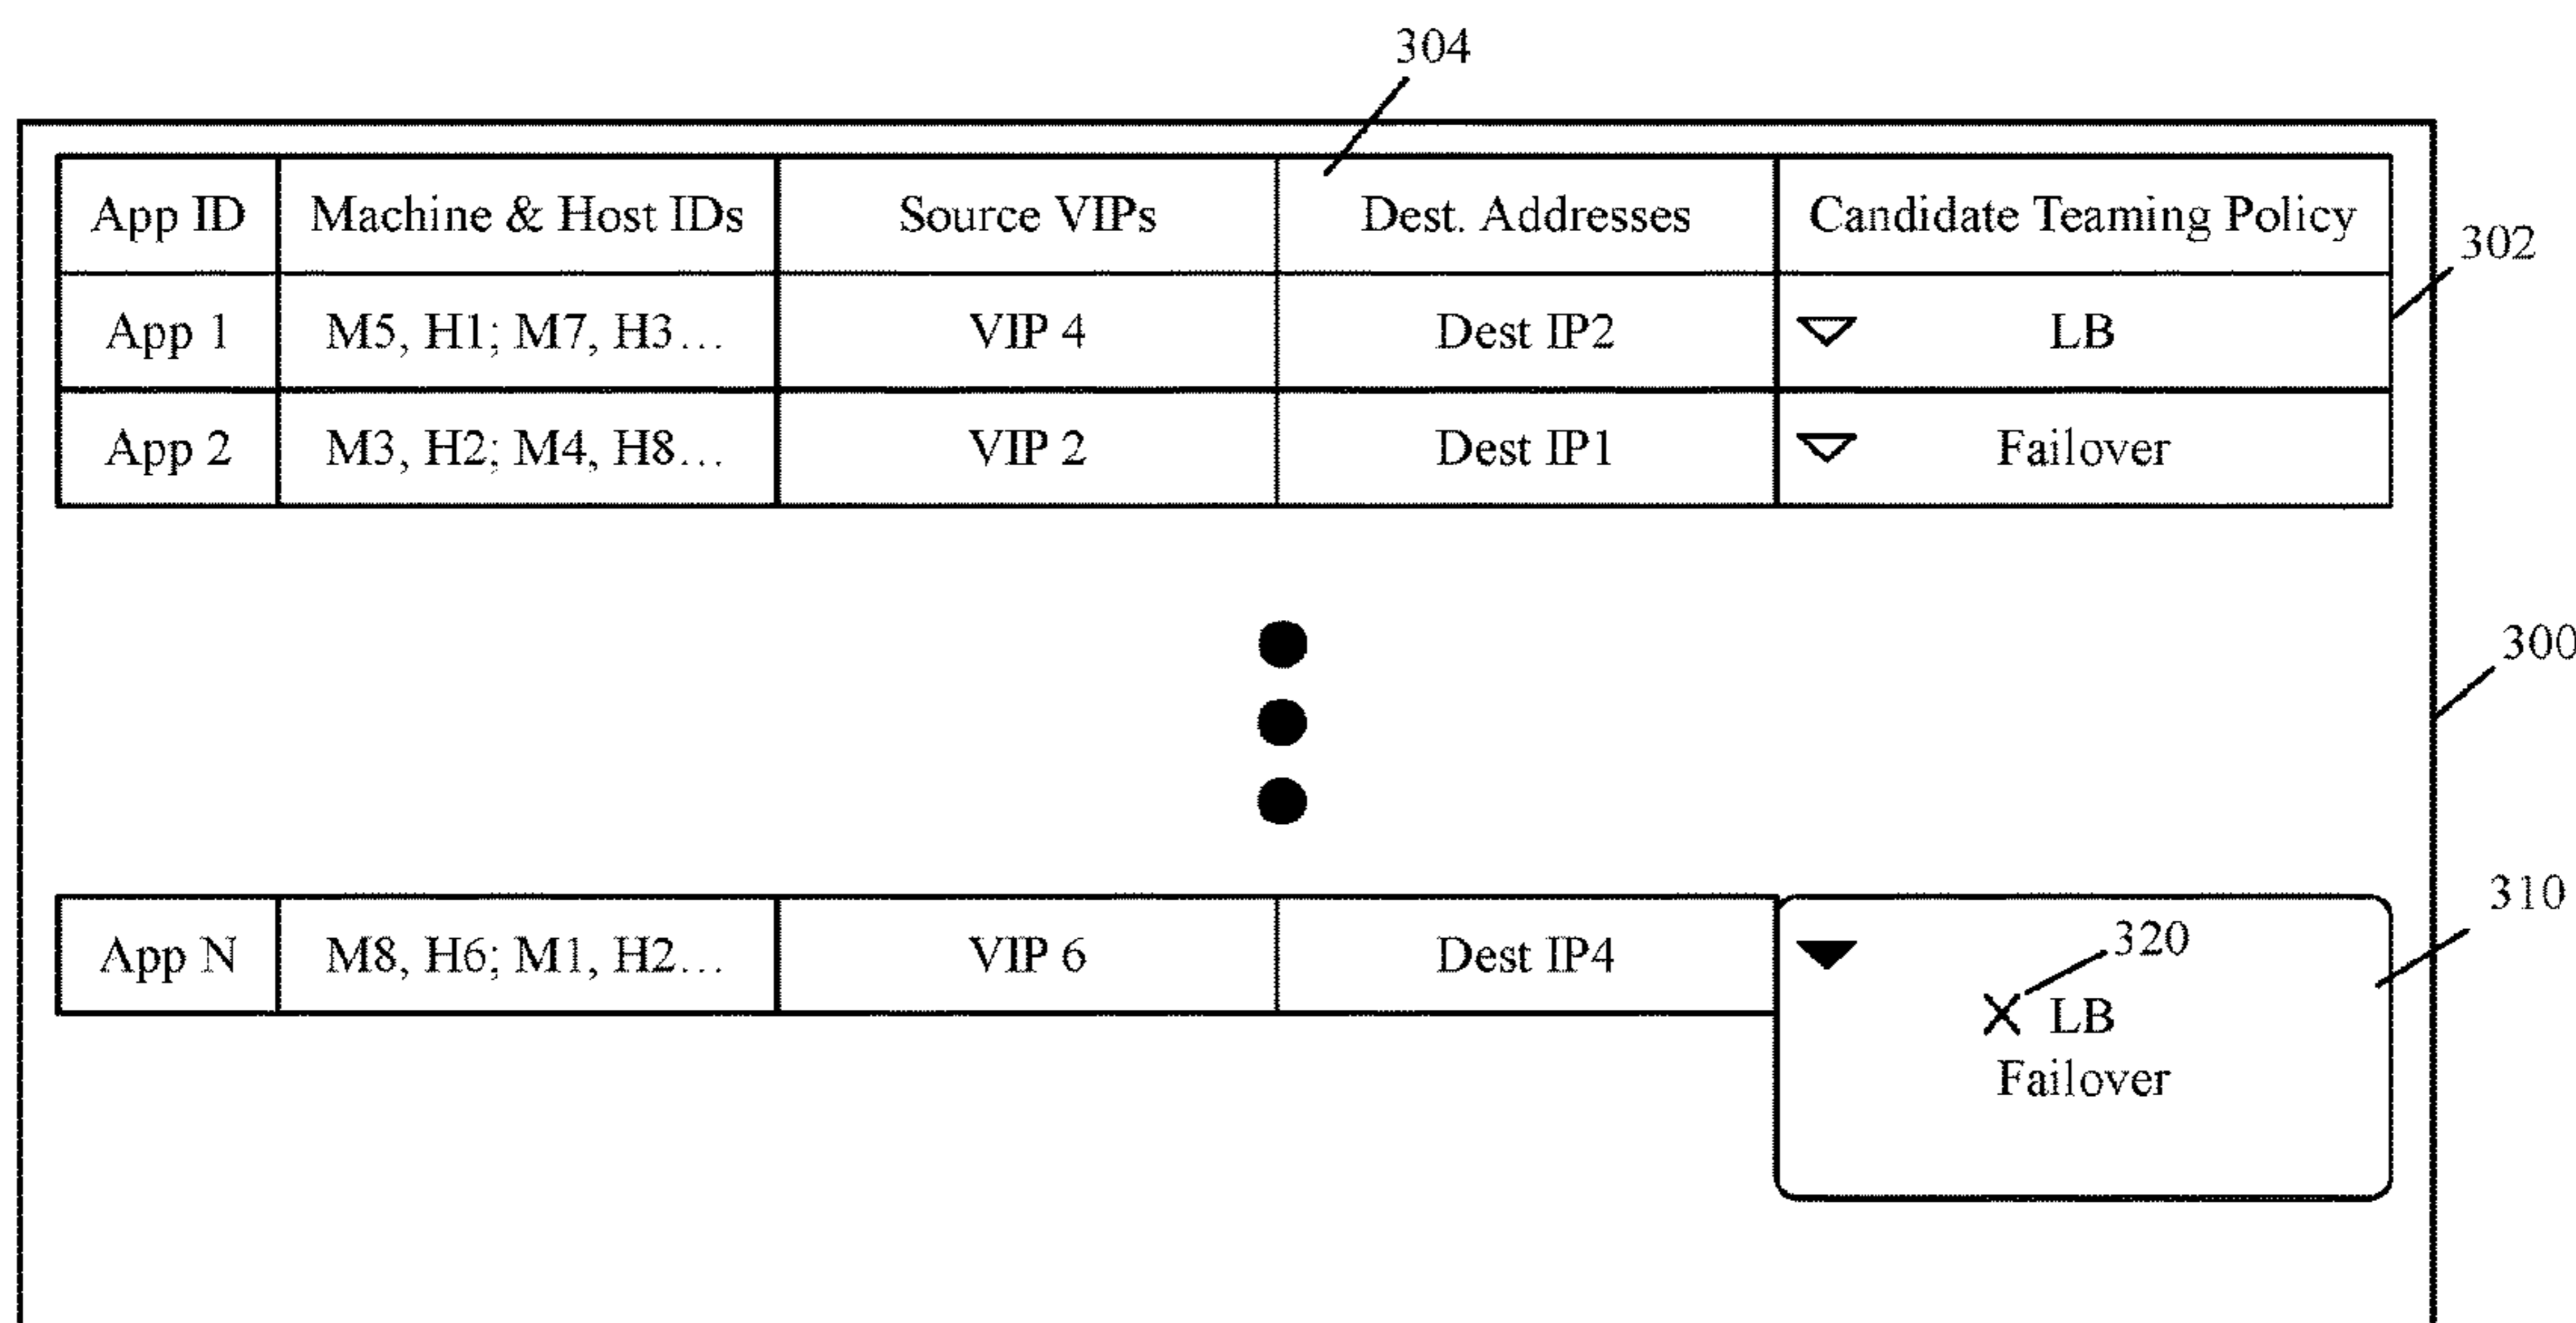 304
App ID Machine & Host IDs Source VIPs Dest. Addresses Candidate Teaming Policy
302
App 1 M5, H1; M7, H3... VIP 4 Dest IP2 LB
App 2 M3, H2; M4, H8... VIP 2 Dest IP1 Failover
300
310
App N M8, H6; M1, H2... VIP 6 Dest IP4
320
LB
Failover